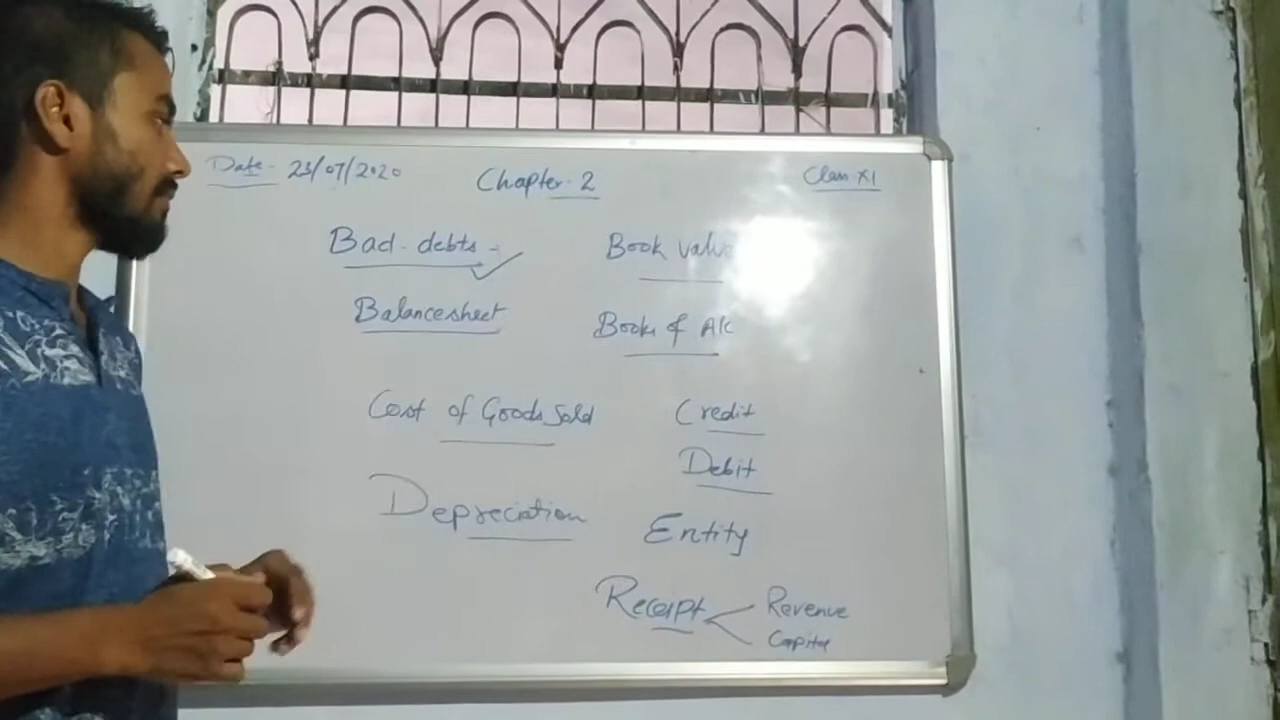 Date - 23/07/2020 Chapter-2 Class XI
Bad-debts - Book value
Balancesheet Books of A/C
Cost of Goods Sold Credit
Debit
Depreciation Entity
Receipt Revenue
Capital